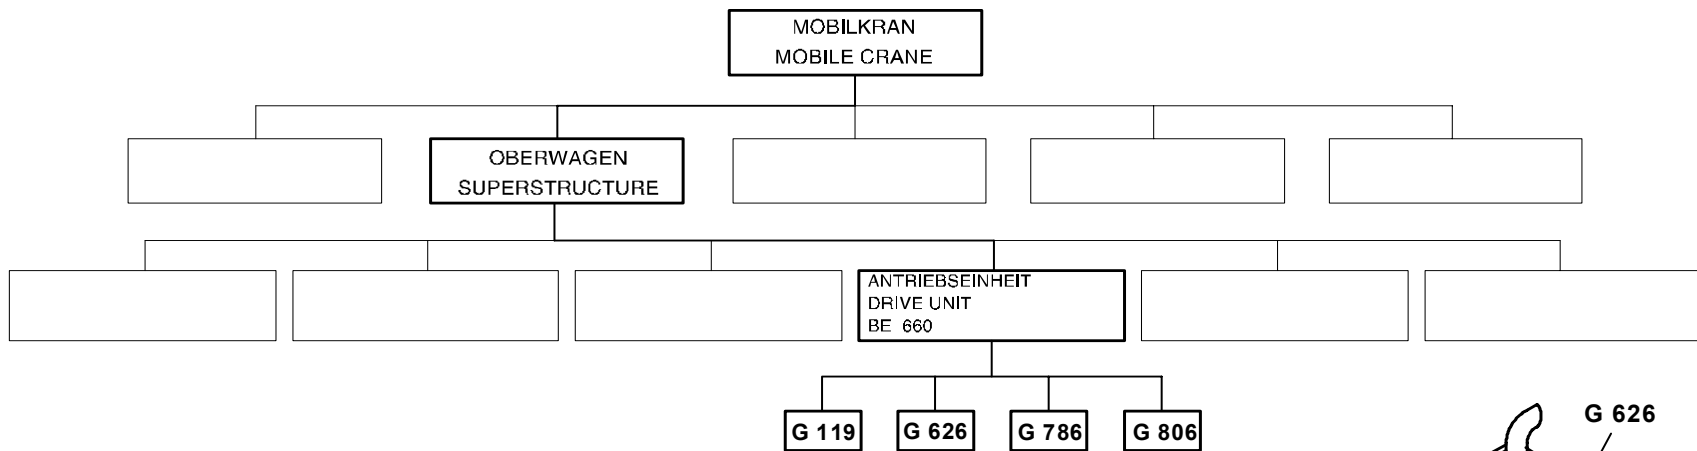 MOBILKRAN
MOBILE CRANE
OBERWAGEN
SUPERSTRUCTURE
ANTRIEBSEINHEIT
DRIVE UNIT
BE 660
G 119
G 626
G 786
G 806
G 626